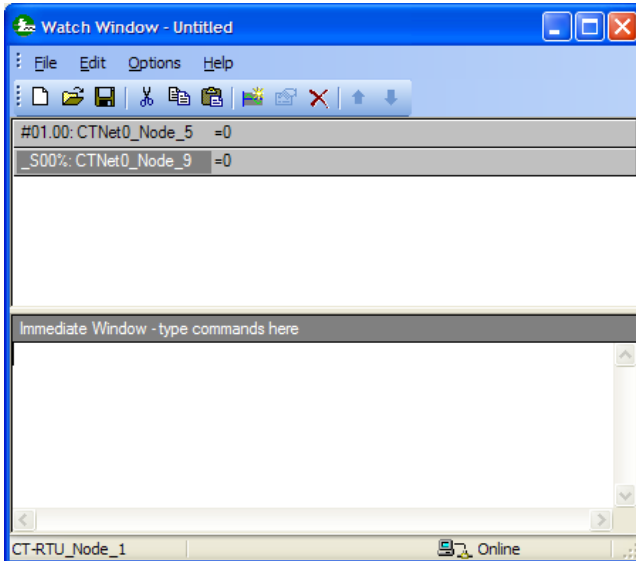 Watch Window - Untitled
File Edit Options Help
#01.00: CTNet0_Node_5 =0
_S00%: CTNet0_Node_9 =0
Immediate Window - type commands here
CT-RTU_Node_1 Online